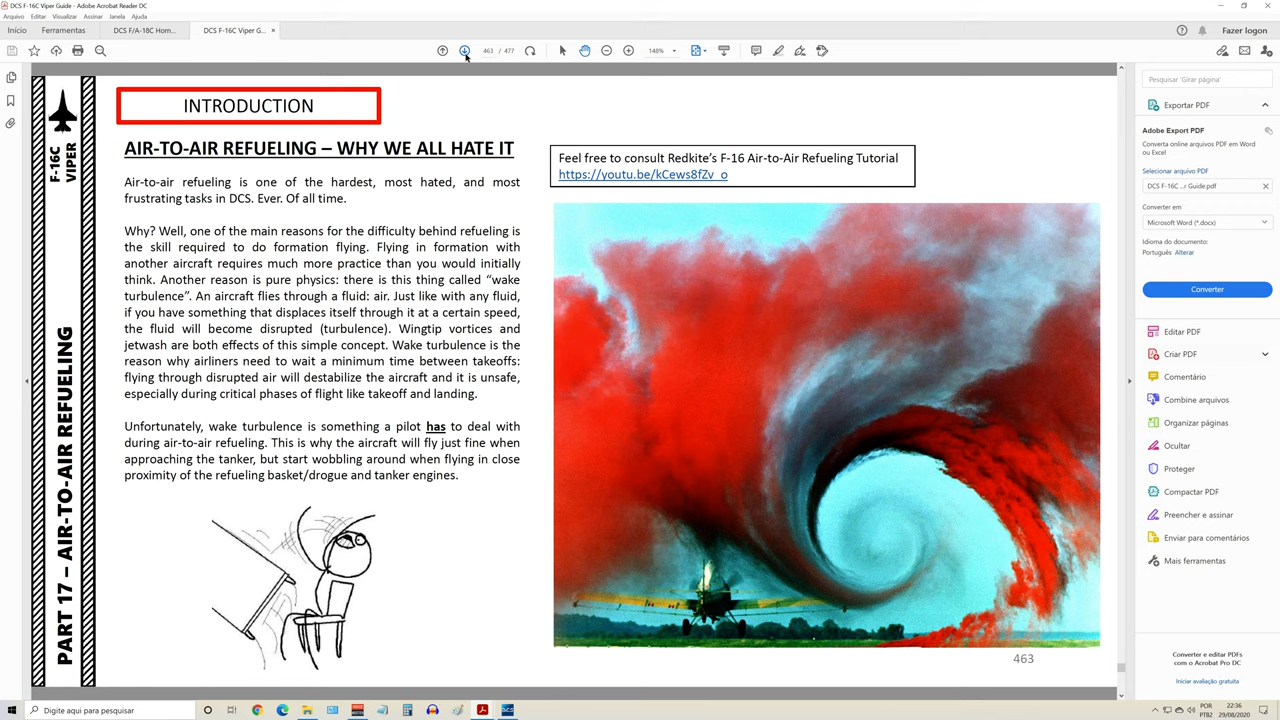 DCS F-16C Viper Guide - Adobe Acrobat Reader DC
Arquivo Editar Visualizar Assinar Janela Ajuda
Início Ferramentas DCS F/A-18C Horn... DCS F-16C Viper G... ×
Fazer logon
463 / 477
148%
F-16C
VIPER
PART 17 – AIR-TO-AIR REFUELING
INTRODUCTION
AIR-TO-AIR REFUELING – WHY WE ALL HATE IT
Air-to-air refueling is one of the hardest, most hated, and most
frustrating tasks in DCS. Ever. Of all time.
Why? Well, one of the main reasons for the difficulty behind refueling is
the skill required to do formation flying. Flying in formation with
another aircraft requires much more practice than you would initially
think. Another reason is pure physics: there is this thing called “wake
turbulence”. An aircraft flies through a fluid: air. Just like with any fluid,
if you have something that displaces itself through it at a certain speed,
the fluid will become disrupted (turbulence). Wingtip vortices and
jetwash are both effects of this simple concept. Wake turbulence is the
reason why airliners need to wait a minimum time between takeoffs:
flying through disrupted air will destabilize the aircraft and it is unsafe,
especially during critical phases of flight like takeoff and landing.
Unfortunately, wake turbulence is something a pilot has to deal with
during air-to-air refueling. This is why the aircraft will fly just fine when
approaching the tanker, but start wobbling around when flying in close
proximity of the refueling basket/drogue and tanker engines.
Feel free to consult Redkite’s F-16 Air-to-Air Refueling Tutorial
https://youtu.be/kCews8fZv_o
463
Pesquisar 'Girar página'
Exportar PDF
Adobe Export PDF
Converta online arquivos PDF em Word
ou Excel
Selecionar arquivo PDF
DCS F-16C ...r Guide.pdf
Converter em
Microsoft Word (*.docx)
Idioma do documento:
Português Alterar
Converter
Editar PDF
Criar PDF
Comentário
Combine arquivos
Organizar páginas
Ocultar
Proteger
Compactar PDF
Preencher e assinar
Enviar para comentários
Mais ferramentas
Converter e editar PDFs
com o Acrobat Pro DC
Iniciar avaliação gratuita
Digite aqui para pesquisar
POR
PTB2
22:36
29/08/2020